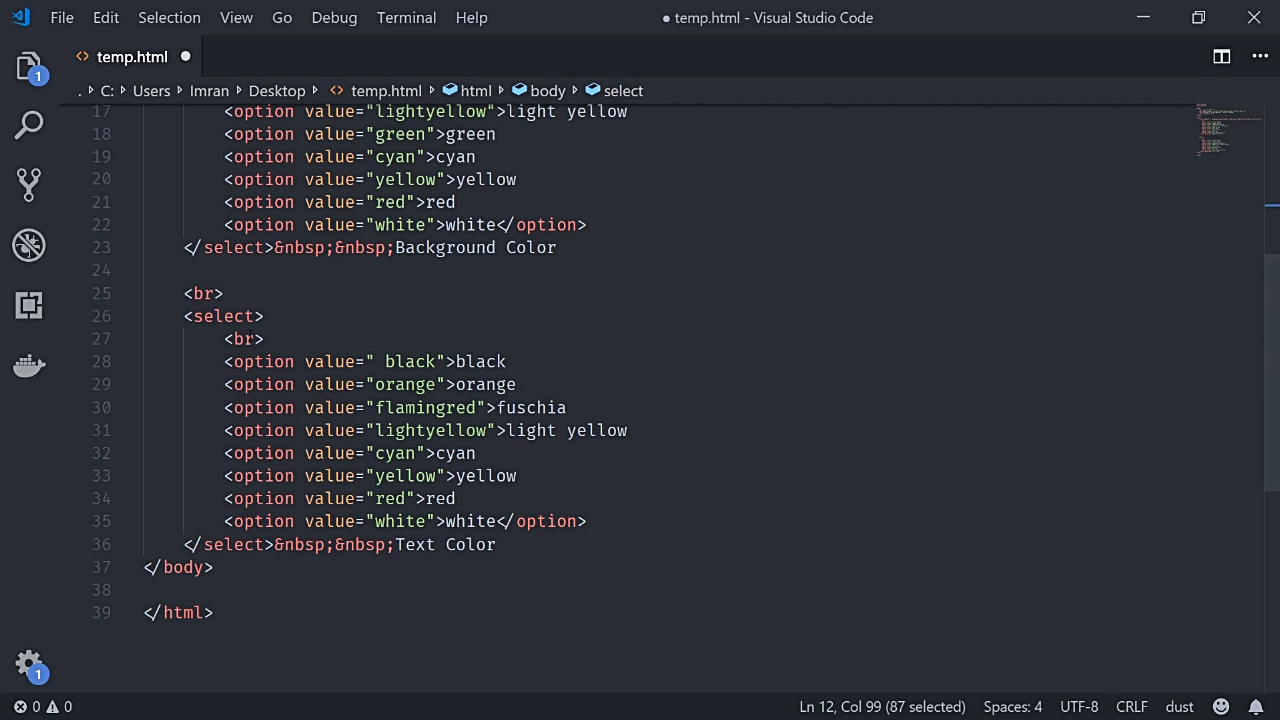 File Edit Selection View Go Debug Terminal Help ● temp.html - Visual Studio Code
<> temp.html ●
. C: Users Imran Desktop <> temp.html html body select
1
17 <option value="lightyellow">light yellow
18 <option value="green">green
19 <option value="cyan">cyan
20 <option value="yellow">yellow
21 <option value="red">red
22 <option value="white">white</option>
23 </select>&nbsp;&nbsp;Background Color
24
25 <br>
26 <select>
27 <br>
28 <option value=" black">black
29 <option value="orange">orange
30 <option value="flamingred">fuschia
31 <option value="lightyellow">light yellow
32 <option value="cyan">cyan
33 <option value="yellow">yellow
34 <option value="red">red
35 <option value="white">white</option>
36 </select>&nbsp;&nbsp;Text Color
37 </body>
38
39 </html>
1
0 0 Ln 12, Col 99 (87 selected) Spaces: 4 UTF-8 CRLF dust